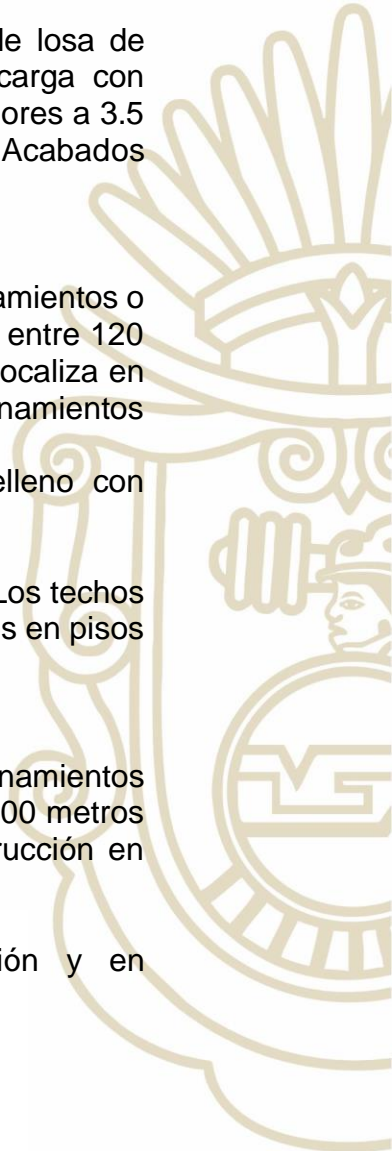 de losa de
carga con
ores a 3.5
Acabados
amientos o
entre 120
ocaliza en
namientos
elleno con
Los techos
s en pisos
namientos
00 metros
rucción en
ión y en